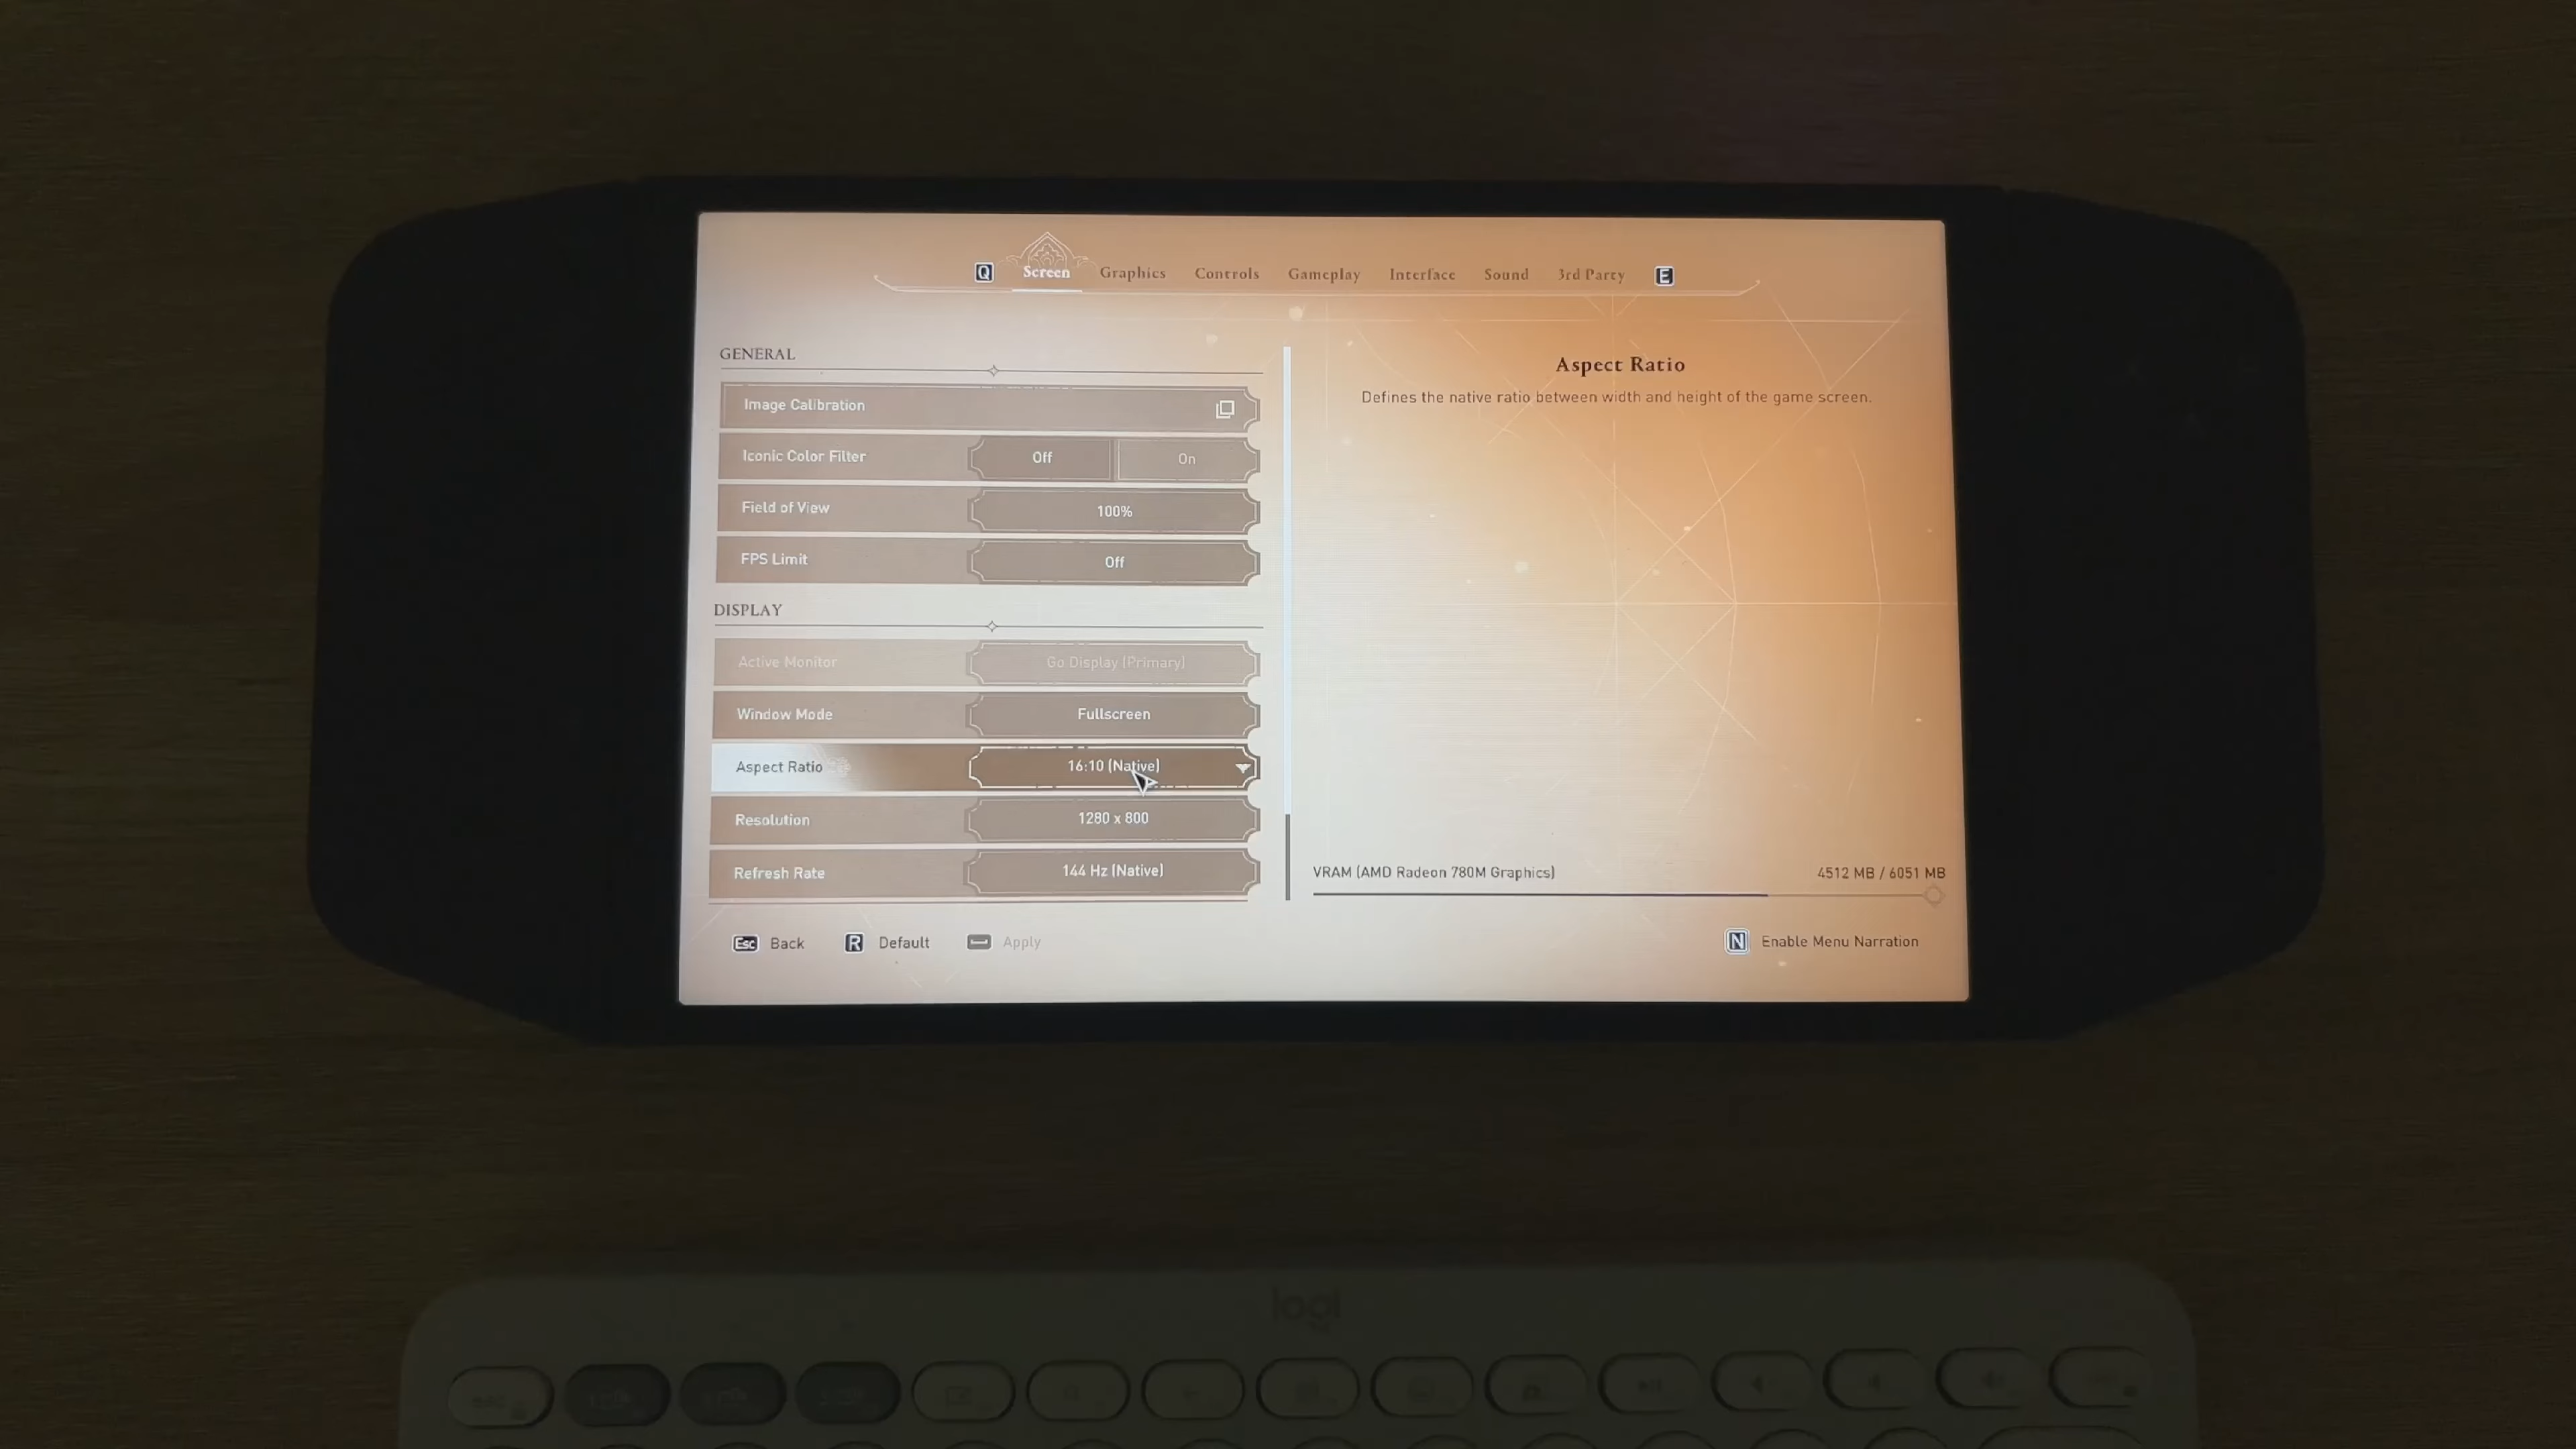 Q Screen Graphics Controls Gameplay Interface Sound 3rd Party E
GENERAL
Image Calibration
Iconic Color Filter Off On
Field of View 100%
FPS Limit Off
DISPLAY
Active Monitor Go Display (Primary)
Window Mode Fullscreen
Aspect Ratio 16:10 (Native)
Resolution 1280 x 800
Refresh Rate 144 Hz (Native)
Aspect Ratio
Defines the native ratio between width and height of the game screen.
VRAM (AMD Radeon 780M Graphics) 4512 MB / 6051 MB
Esc Back R Default Apply
N Enable Menu Narration
logi